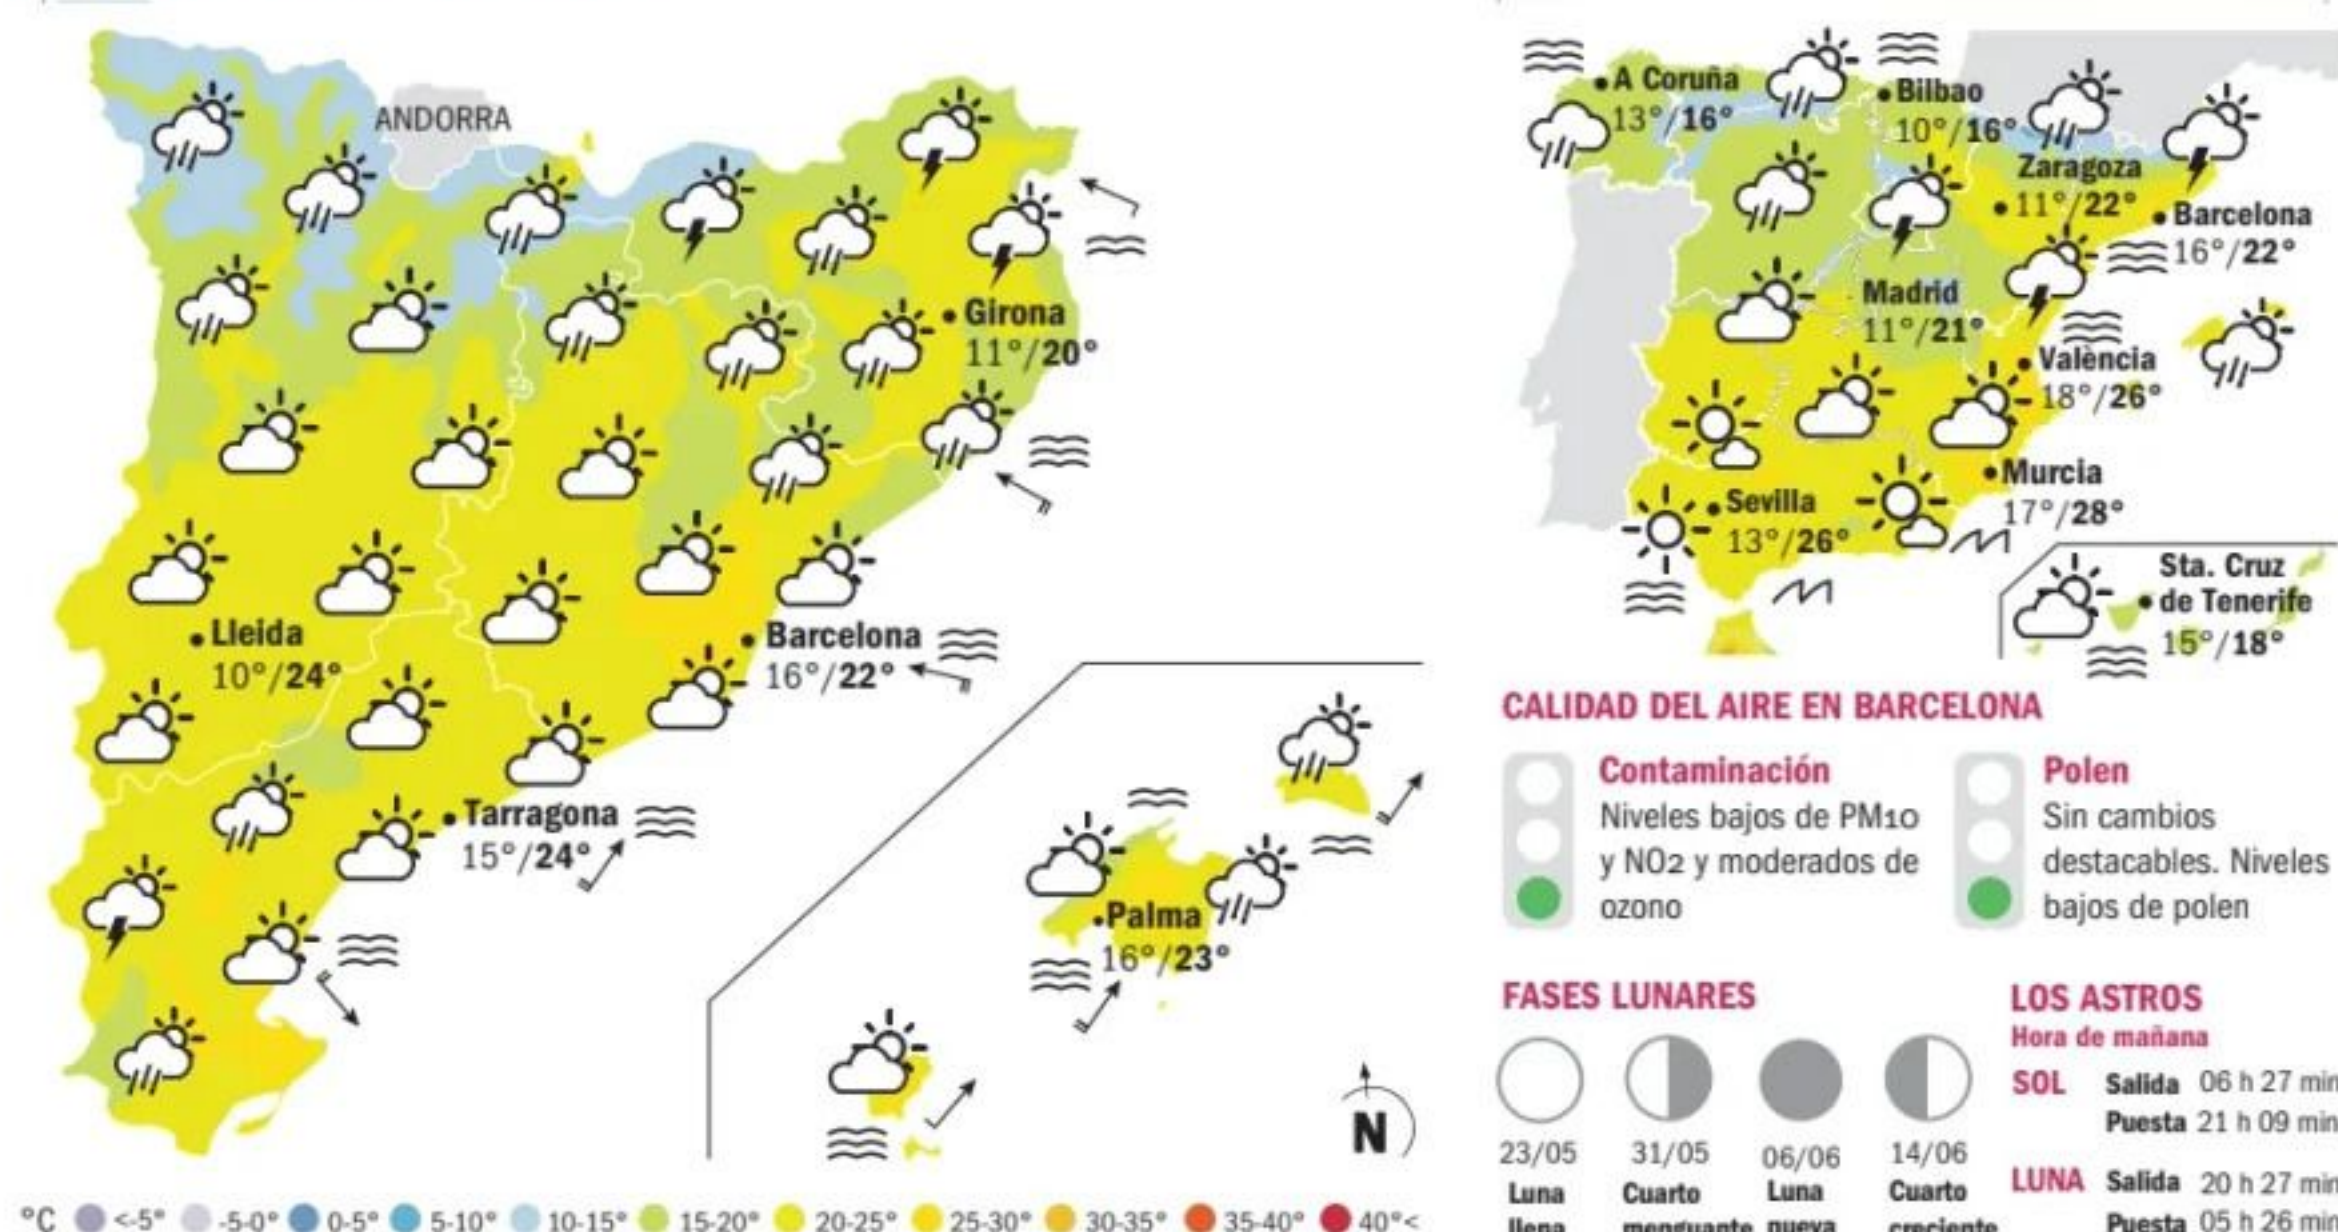 ANDORRA
Girona
11°/20°
Lleida
10°/24°
Barcelona
16°/22°
Tarragona
15°/24°
Palma
16°/23°
N
°C <-5° -5-0° 0-5° 5-10° 10-15° 15-20° 20-25° 25-30° 30-35° 35-40° 40°<
A Coruña
13°/16°
Bilbao
10°/16°
Zaragoza
11°/22°
Barcelona
16°/22°
Madrid
11°/21°
València
18°/26°
Murcia
17°/28°
Sevilla
13°/26°
Sta. Cruz
de Tenerife
15°/18°
CALIDAD DEL AIRE EN BARCELONA
Contaminación
Niveles bajos de PM10
y NO2 y moderados de
ozono
Polen
Sin cambios
destacables. Niveles
bajos de polen
FASES LUNARES
23/05
Luna
llena
31/05
Cuarto
menguante
06/06
Luna
nueva
14/06
Cuarto
creciente
LOS ASTROS
Hora de mañana
SOL Salida 06 h 27 min
Puesta 21 h 09 min
LUNA Salida 20 h 27 min
Puesta 05 h 26 min